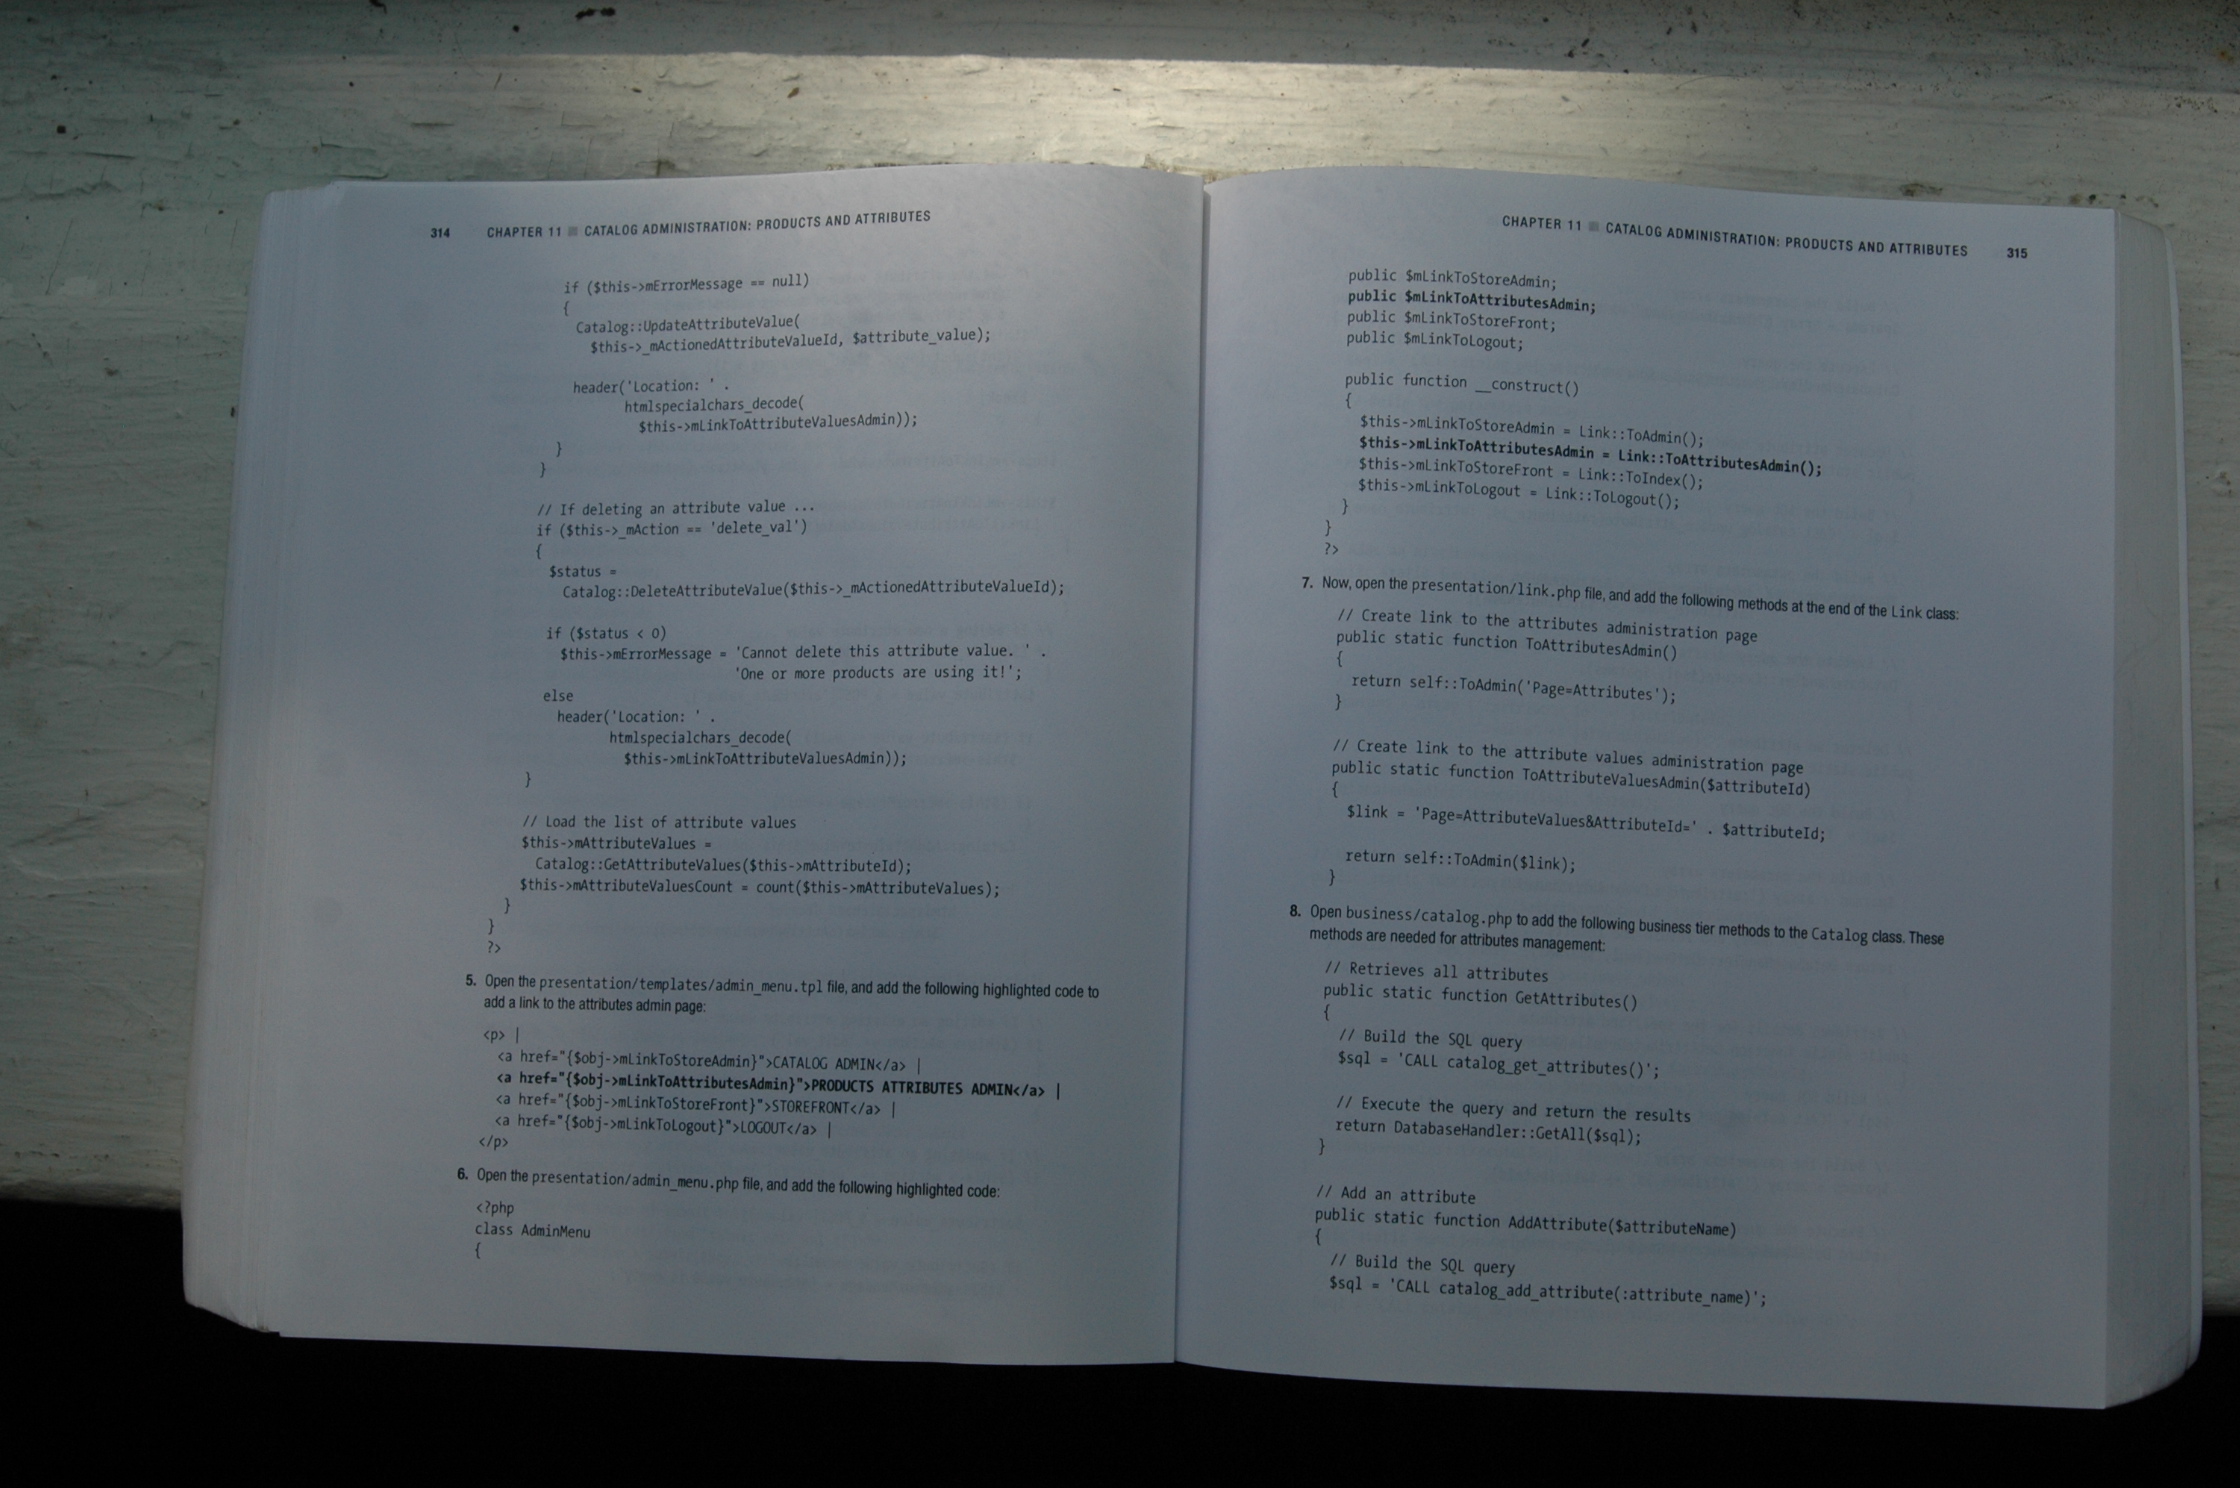 314 CHAPTER 11 ■ CATALOG ADMINISTRATION: PRODUCTS AND ATTRIBUTES
if ($this->mErrorMessage == null)
{
Catalog::UpdateAttributeValue(
$this->_mActionedAttributeValueId, $attribute_value);
header('Location: ' .
htmlspecialchars_decode(
$this->mLinkToAttributeValuesAdmin));
}
}
// If deleting an attribute value ...
if ($this->_mAction == 'delete_val')
{
$status =
Catalog::DeleteAttributeValue($this->_mActionedAttributeValueId);
if ($status < 0)
$this->mErrorMessage = 'Cannot delete this attribute value. ' .
'One or more products are using it!';
else
header('Location: ' .
htmlspecialchars_decode(
$this->mLinkToAttributeValuesAdmin));
}
// Load the list of attribute values
$this->mAttributeValues =
Catalog::GetAttributeValues($this->mAttributeId);
$this->mAttributeValuesCount = count($this->mAttributeValues);
}
}
?>
5. Open the presentation/templates/admin_menu.tpl file, and add the following highlighted code to
add a link to the attributes admin page:
<p> |
<a href="{$obj->mLinkToStoreAdmin}">CATALOG ADMIN</a> |
<a href="{$obj->mLinkToAttributesAdmin}">PRODUCTS ATTRIBUTES ADMIN</a> |
<a href="{$obj->mLinkToStoreFront}">STOREFRONT</a> |
<a href="{$obj->mLinkToLogout}">LOGOUT</a> |
</p>
6. Open the presentation/admin_menu.php file, and add the following highlighted code:
<?php
class AdminMenu
{
CHAPTER 11 ■ CATALOG ADMINISTRATION: PRODUCTS AND ATTRIBUTES 315
public $mLinkToStoreAdmin;
public $mLinkToAttributesAdmin;
public $mLinkToStoreFront;
public $mLinkToLogout;
public function __construct()
{
$this->mLinkToStoreAdmin = Link::ToAdmin();
$this->mLinkToAttributesAdmin = Link::ToAttributesAdmin();
$this->mLinkToStoreFront = Link::ToIndex();
$this->mLinkToLogout = Link::ToLogout();
}
}
?>
7. Now, open the presentation/link.php file, and add the following methods at the end of the Link class:
// Create link to the attributes administration page
public static function ToAttributesAdmin()
{
return self::ToAdmin('Page=Attributes');
}
// Create link to the attribute values administration page
public static function ToAttributeValuesAdmin($attributeId)
{
$link = 'Page=AttributeValues&AttributeId=' . $attributeId;
return self::ToAdmin($link);
}
8. Open business/catalog.php to add the following business tier methods to the Catalog class. These
methods are needed for attributes management:
// Retrieves all attributes
public static function GetAttributes()
{
// Build the SQL query
$sql = 'CALL catalog_get_attributes()';
// Execute the query and return the results
return DatabaseHandler::GetAll($sql);
}
// Add an attribute
public static function AddAttribute($attributeName)
{
// Build the SQL query
$sql = 'CALL catalog_add_attribute(:attribute_name)';